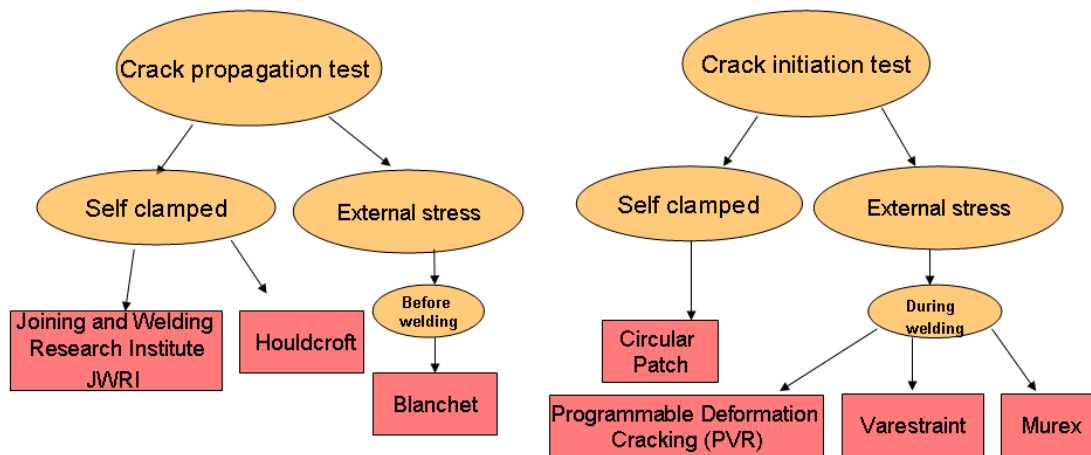 Crack propagation test
Self clamped
External stress
Before
welding
Joining and Welding
Research Institute
JWRI
Houldcroft
Blanchet
Crack initiation test
Self clamped
External stress
During
welding
Circular
Patch
Programmable Deformation
Cracking (PVR)
Varestraint
Murex